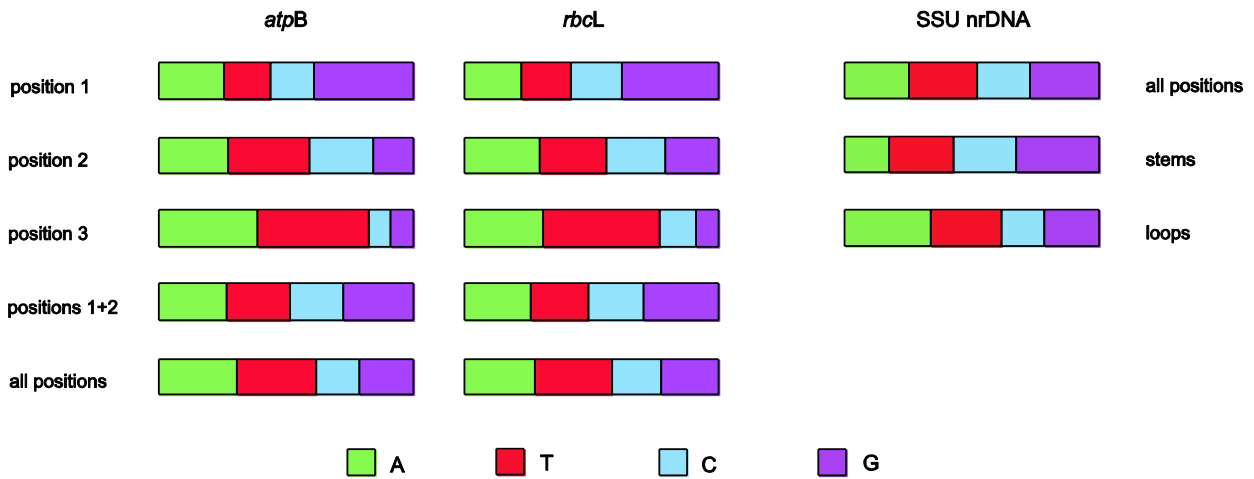 atpB rbcL SSU nrDNA
position 1 all positions
position 2 stems
position 3 loops
positions 1+2
all positions
A T C G